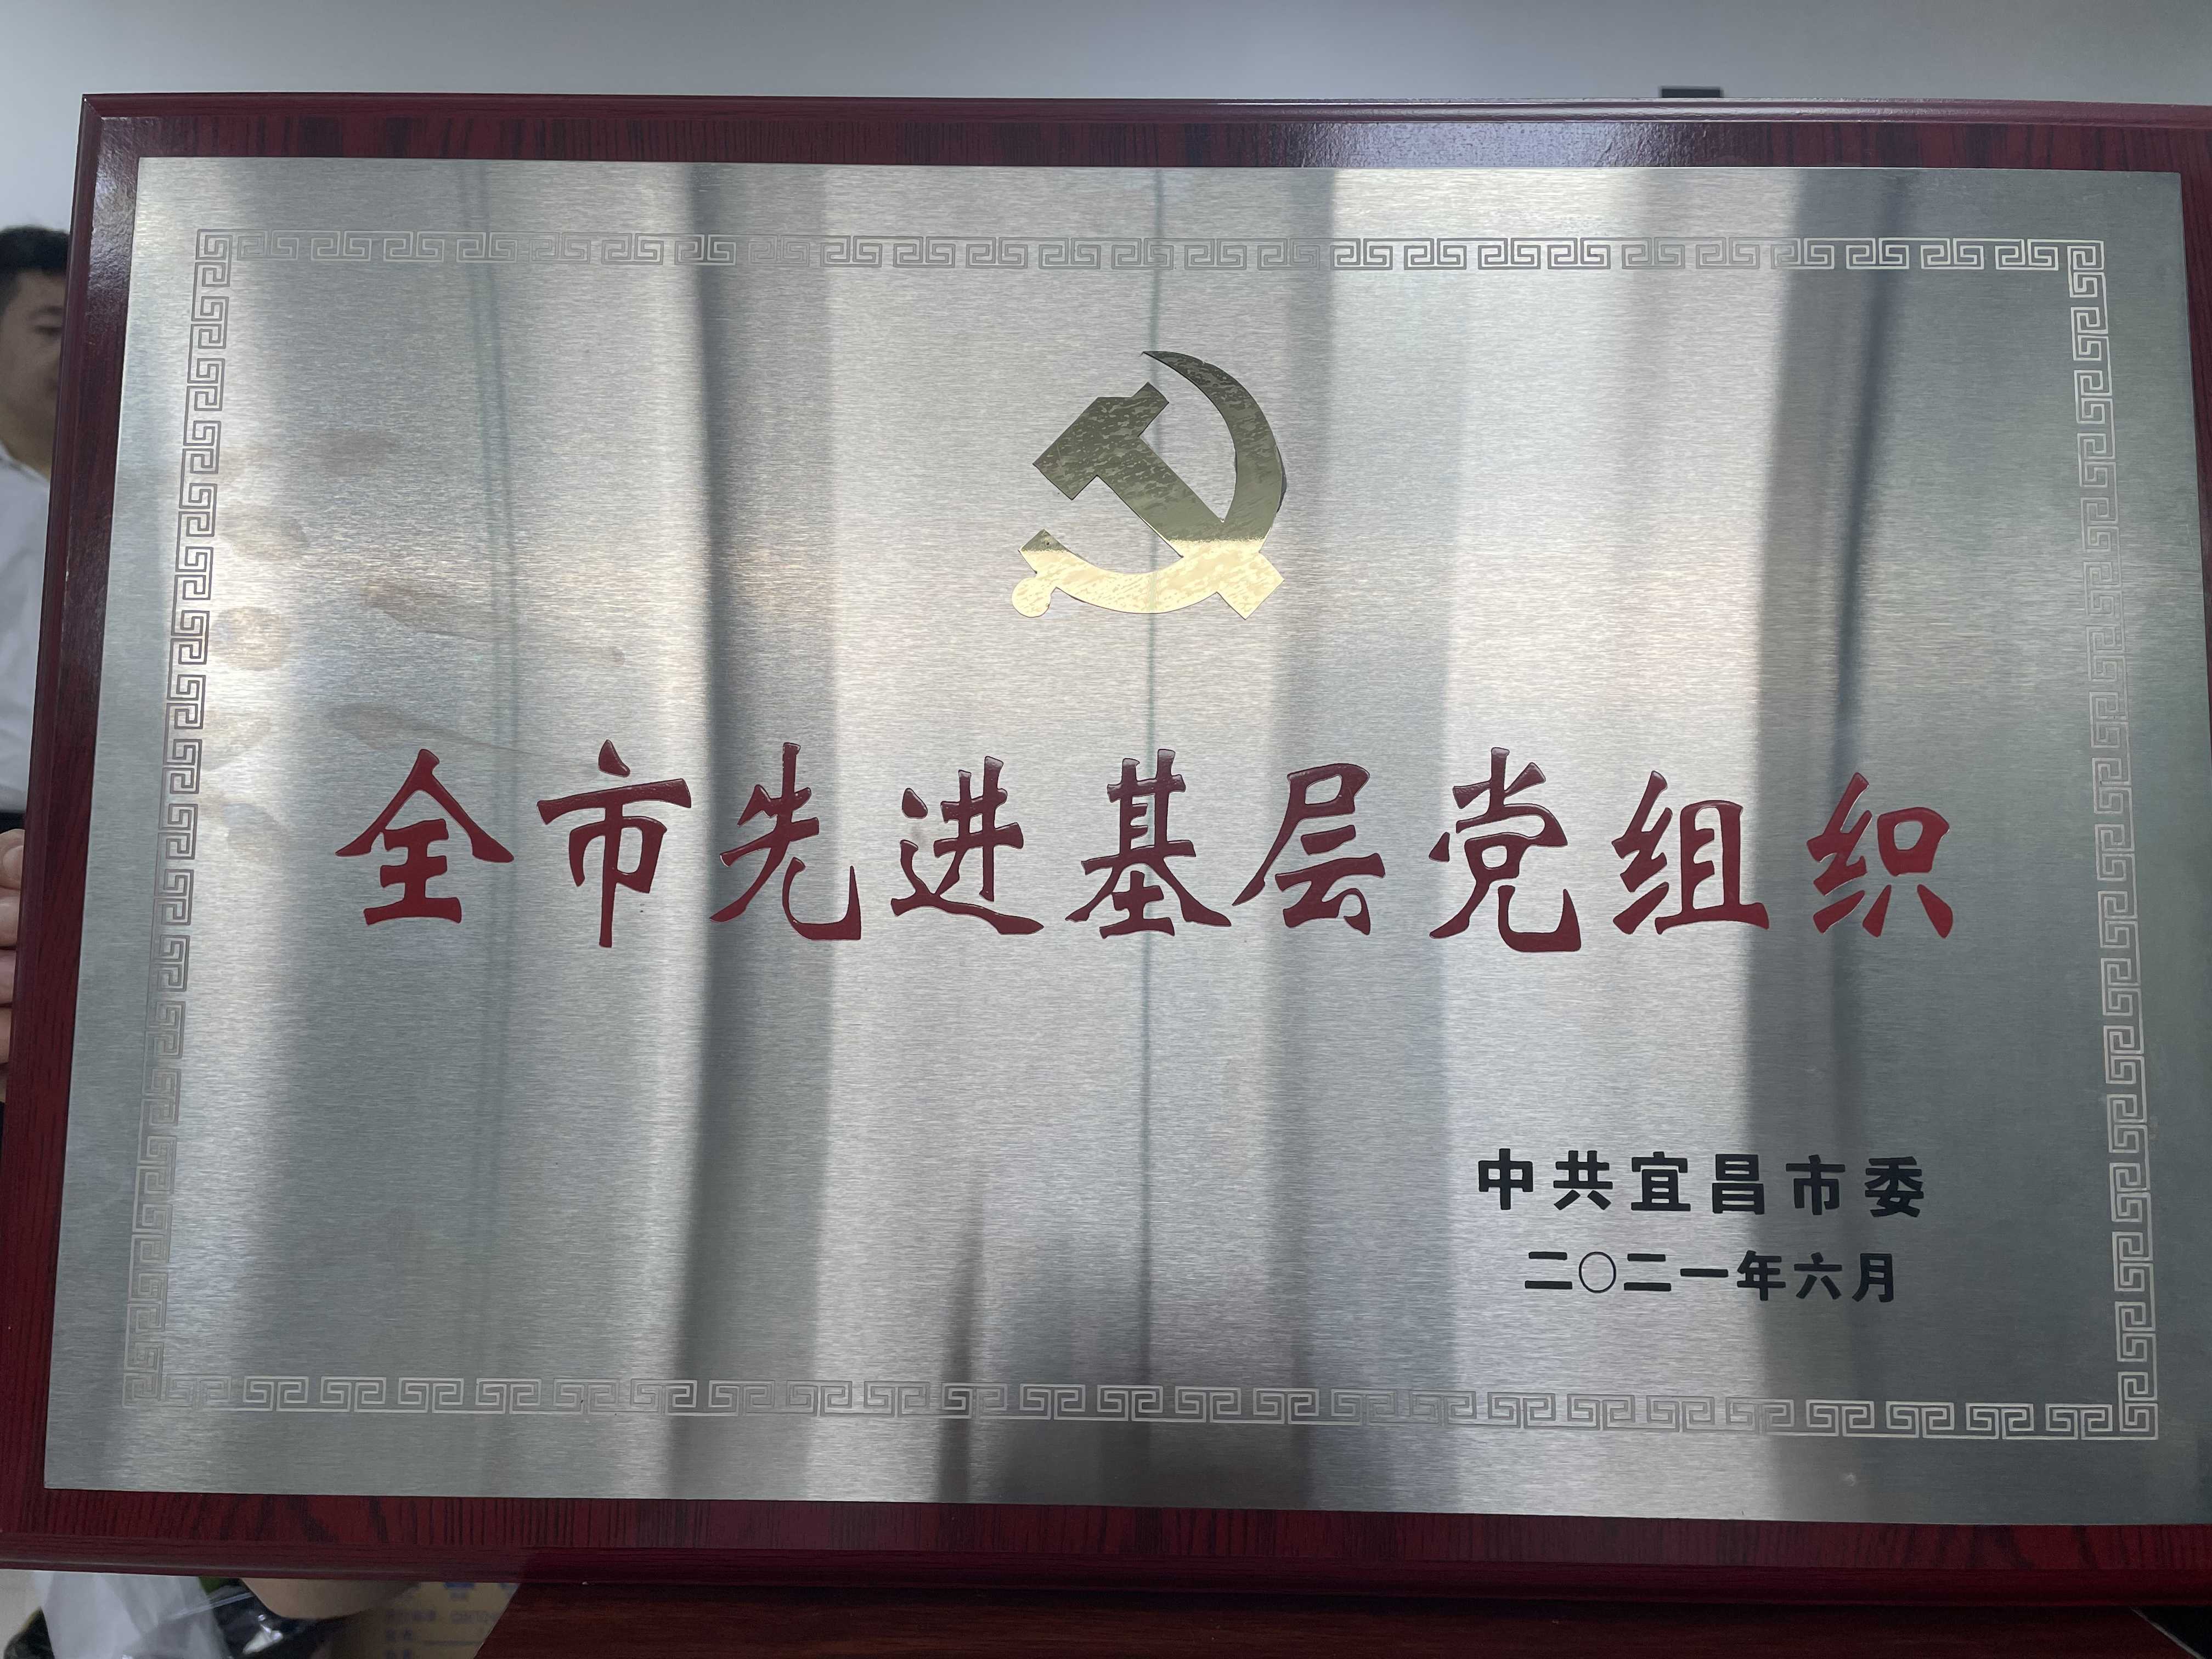 全市先进基层党组织
中共宜昌市委
二〇二一年六月